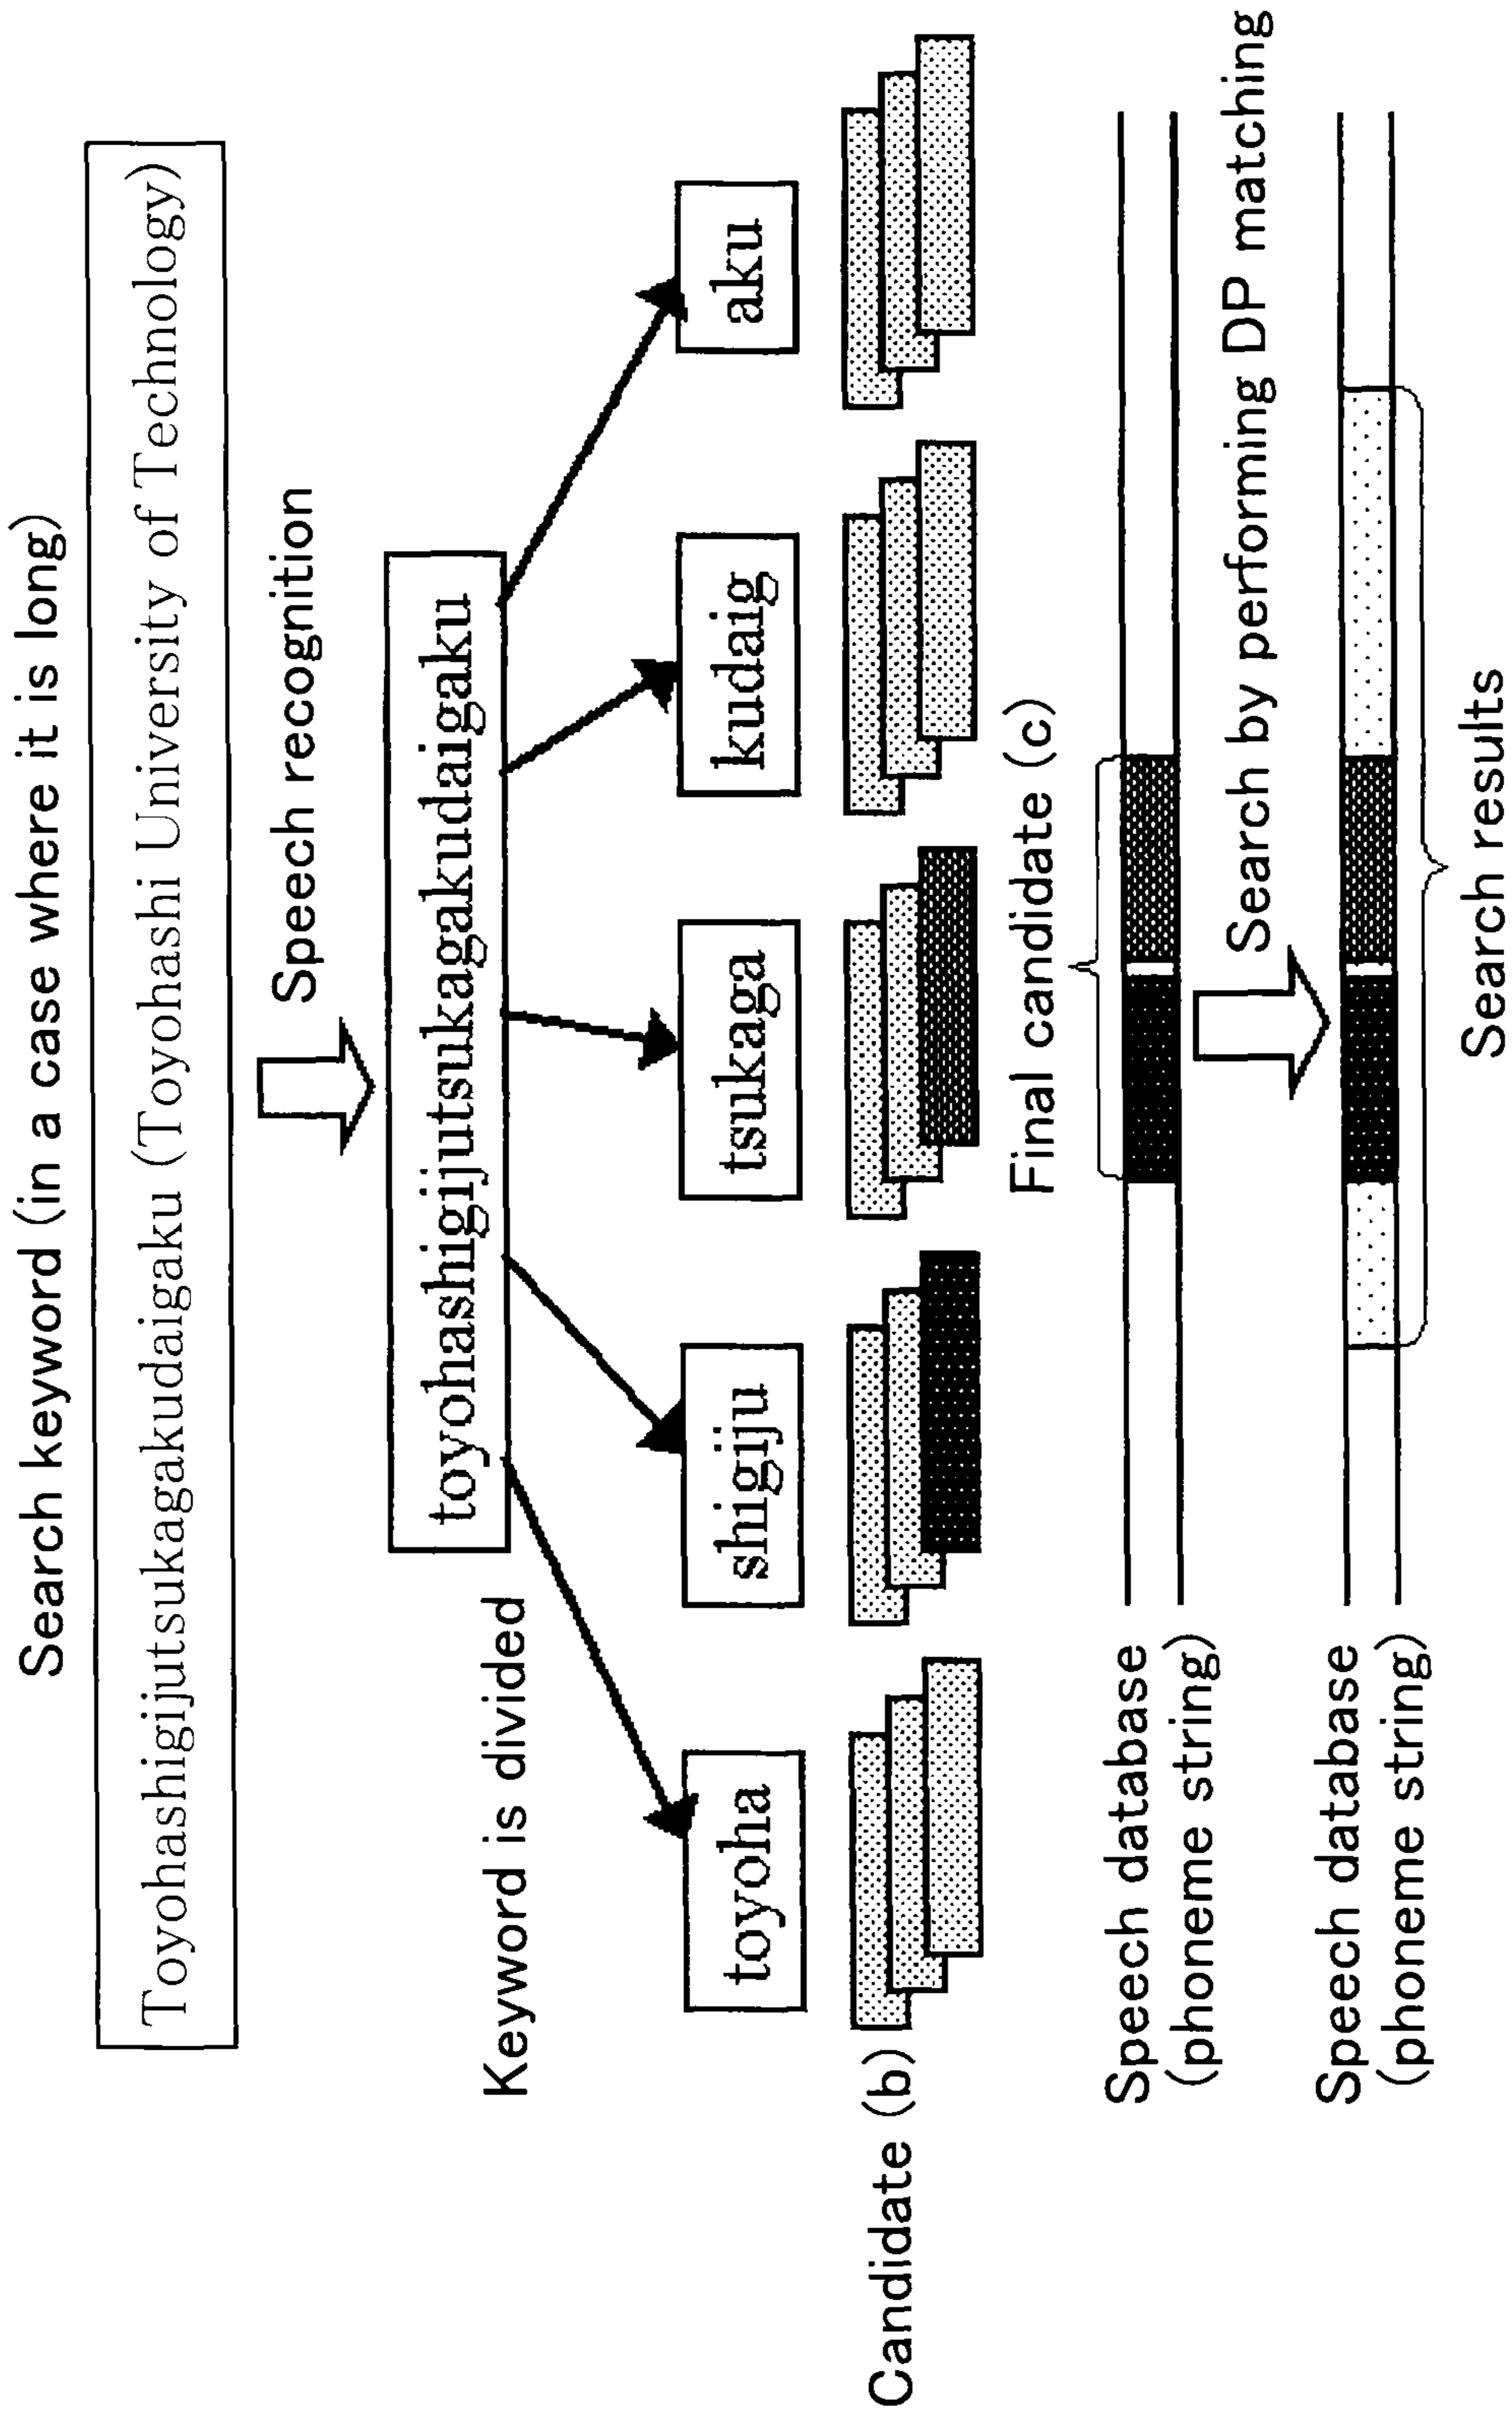 Search keyword (in a case where it is long)
Toyohashigijutsukagakudaigaku (Toyohashi University of Technology)
Speech recognition
toyohashigijutsukagakudaigaku
Keyword is divided
toyoha
shigiju
tsukaga
kudaig
aku
Candidate (b)
Final candidate (c)
Speech database
(phoneme string)
Search by performing DP matching
Speech database
(phoneme string)
Search results